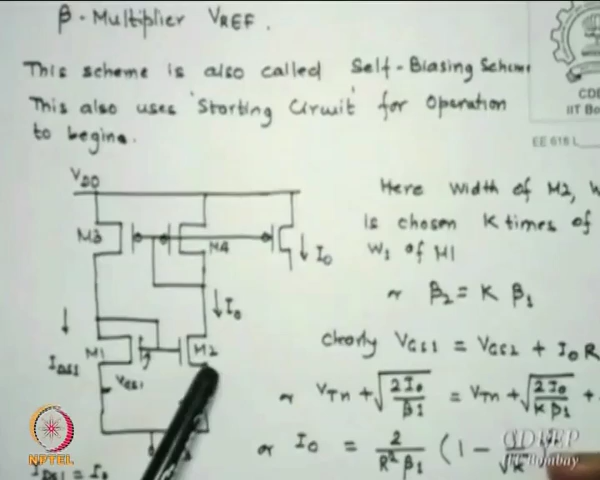 β - Multiplier VREF.
This scheme is also called Self-Biasing Scheme
This also uses 'Starting Circuit' for Operation
to begin.
CDE
IIT Bo
EE 618 L
VDD
M3
M4
I0
I0
M1
M2
IDS1
VGS1
IDS1 = I0
Here width of M2, W
is chosen K times of
W1 of M1
or β2 = K β1
Clearly VGS1 = VGS2 + I0 R
or VTn + √(2I0/β1) = VTn + √(2I0/Kβ1) +
or I0 = 2/(R²β1) (1 - 1/√K)
NPTEL
CDEEP
IIT Bombay